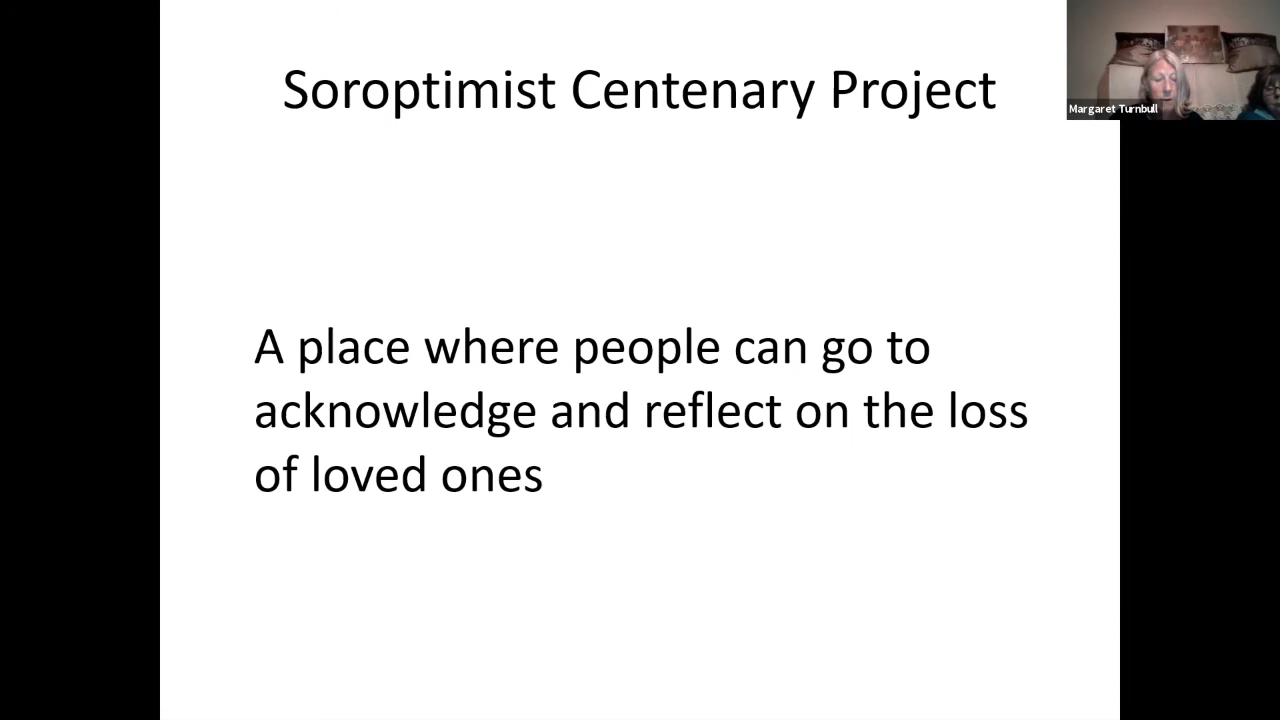 Soroptimist Centenary Project
Margaret Turnbull
A place where people can go to
acknowledge and reflect on the loss
of loved ones